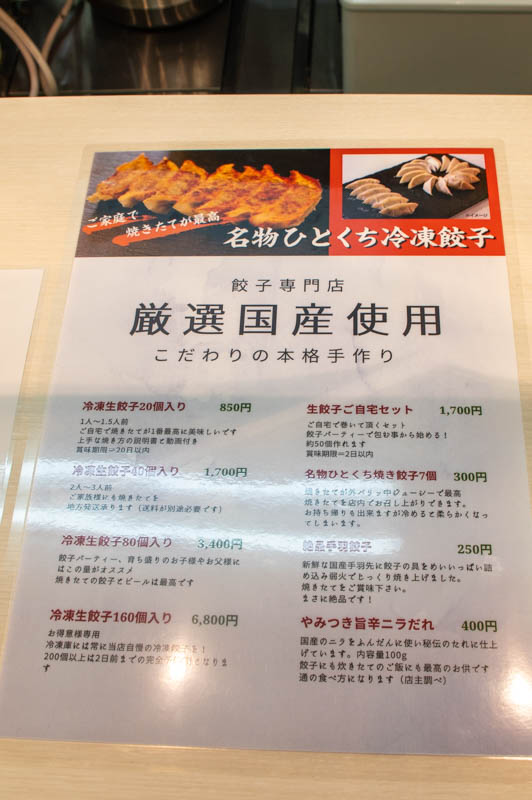 ご家庭で
焼きたてが最高
※イメージ
名物ひとくち冷凍餃子
餃子専門店
厳選国産使用
こだわりの本格手作り
冷凍生餃子20個入り 850円
1人〜1.5人前
ご自宅で焼きたてが1番最高に美味しいです
上手な焼き方の説明書と動画付き
賞味期限=20日以内
冷凍生餃子40個入り 1,700円
2人〜3人前
ご家族様にも焼きたてを
地方発送承ります（送料が別途必要です）
冷凍生餃子80個入り 3,400円
餃子パーティー、育ち盛りのお子様やお父様に
はこの量がオススメ
焼きたての餃子とビールは最高です
冷凍生餃子160個入り 6,800円
お得意様専用
冷凍庫には常に当店自慢の冷凍餃子を！
200個以上は2日前までの完全予約制となりま
す
生餃子ご自宅セット 1,700円
ご自宅で巻いて頂くセット
餃子パーティーで包む事から始める！
約50個作れます
賞味期限=2日以内
名物ひとくち焼き餃子7個 300円
焼きたてが外パリッ中ジューシーで最高
焼きたてを店内でお召し上がりできます。
お持ち帰りも出来ますが冷めると柔らかくなっ
てしまいます。
絶品手羽餃子 250円
新鮮な国産手羽先に餃子の具をめいいっぱい詰
め込み弱火でじっくり焼き上げました。
焼きたてをご賞味下さい。
まさに絶品です！
やみつき旨辛ニラだれ 400円
国産のニラをふんだんに使い秘伝のたれに仕上
げています。内容量100g
餃子にも炊きたてのご飯にも最高のお供です
通の食べ方になります（店主調べ）